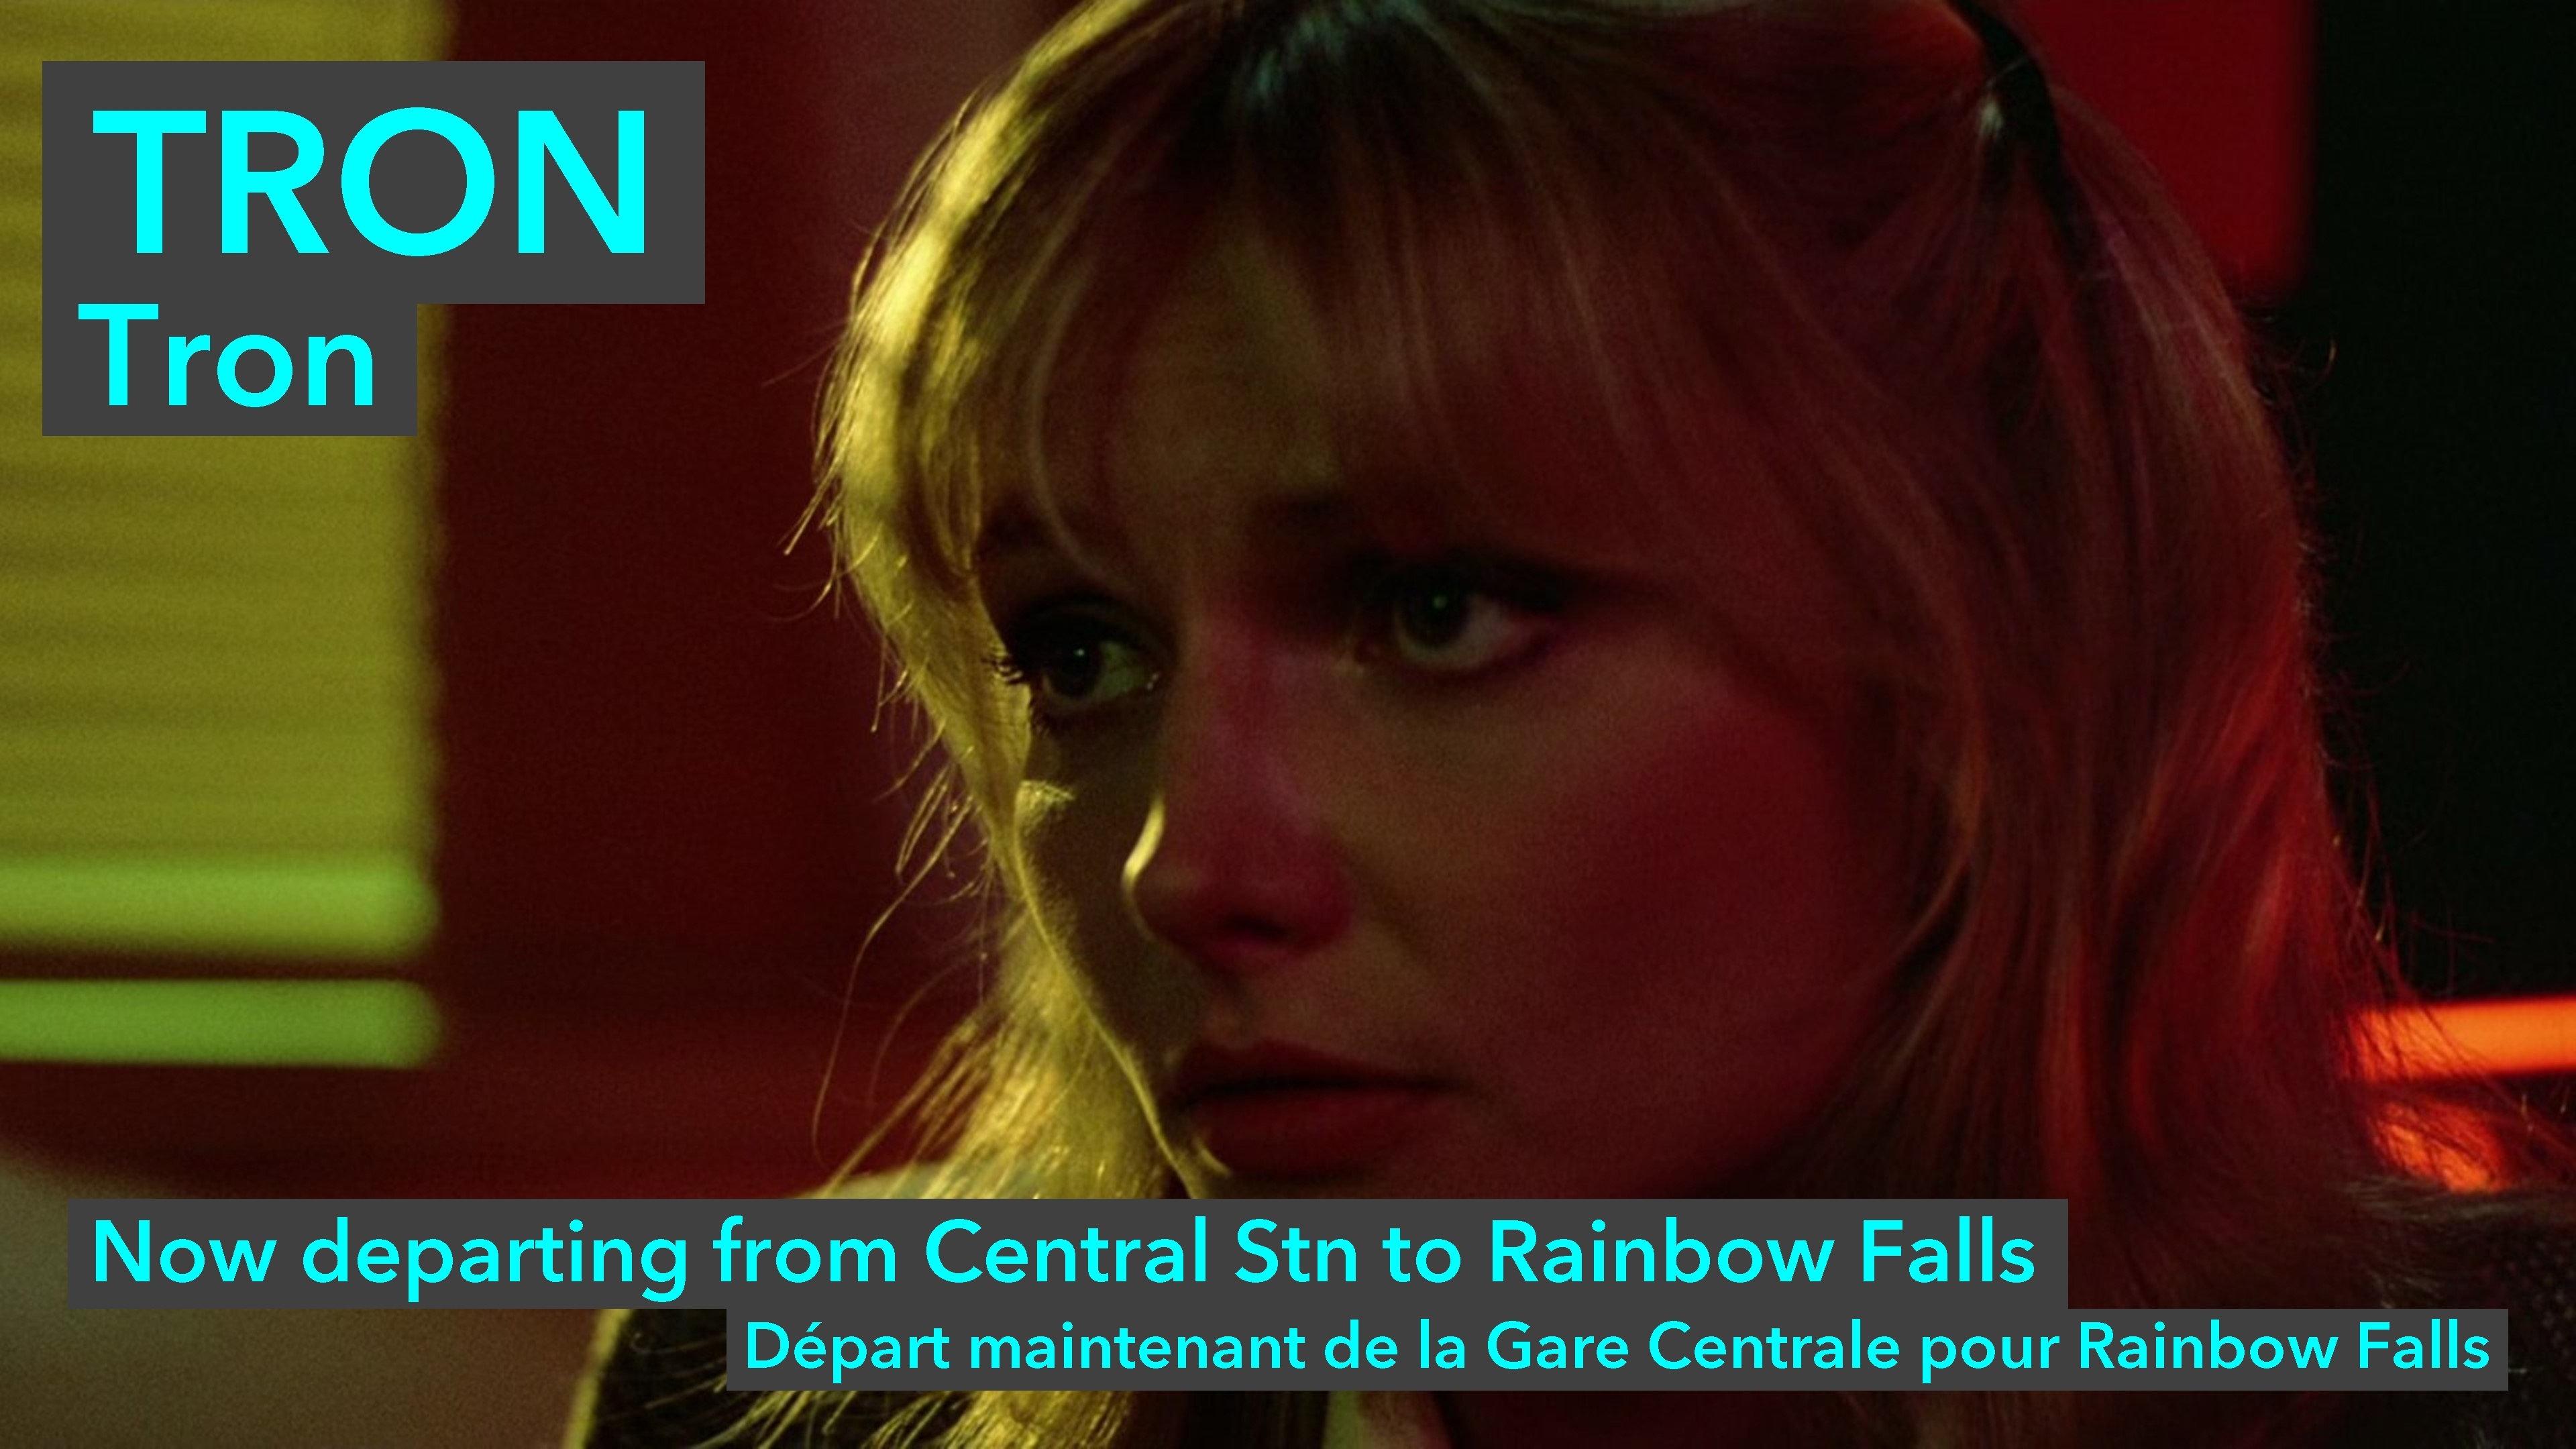 TRON
Tron
Now departing from Central Stn to Rainbow Falls
Départ maintenant de la Gare Centrale pour Rainbow Falls